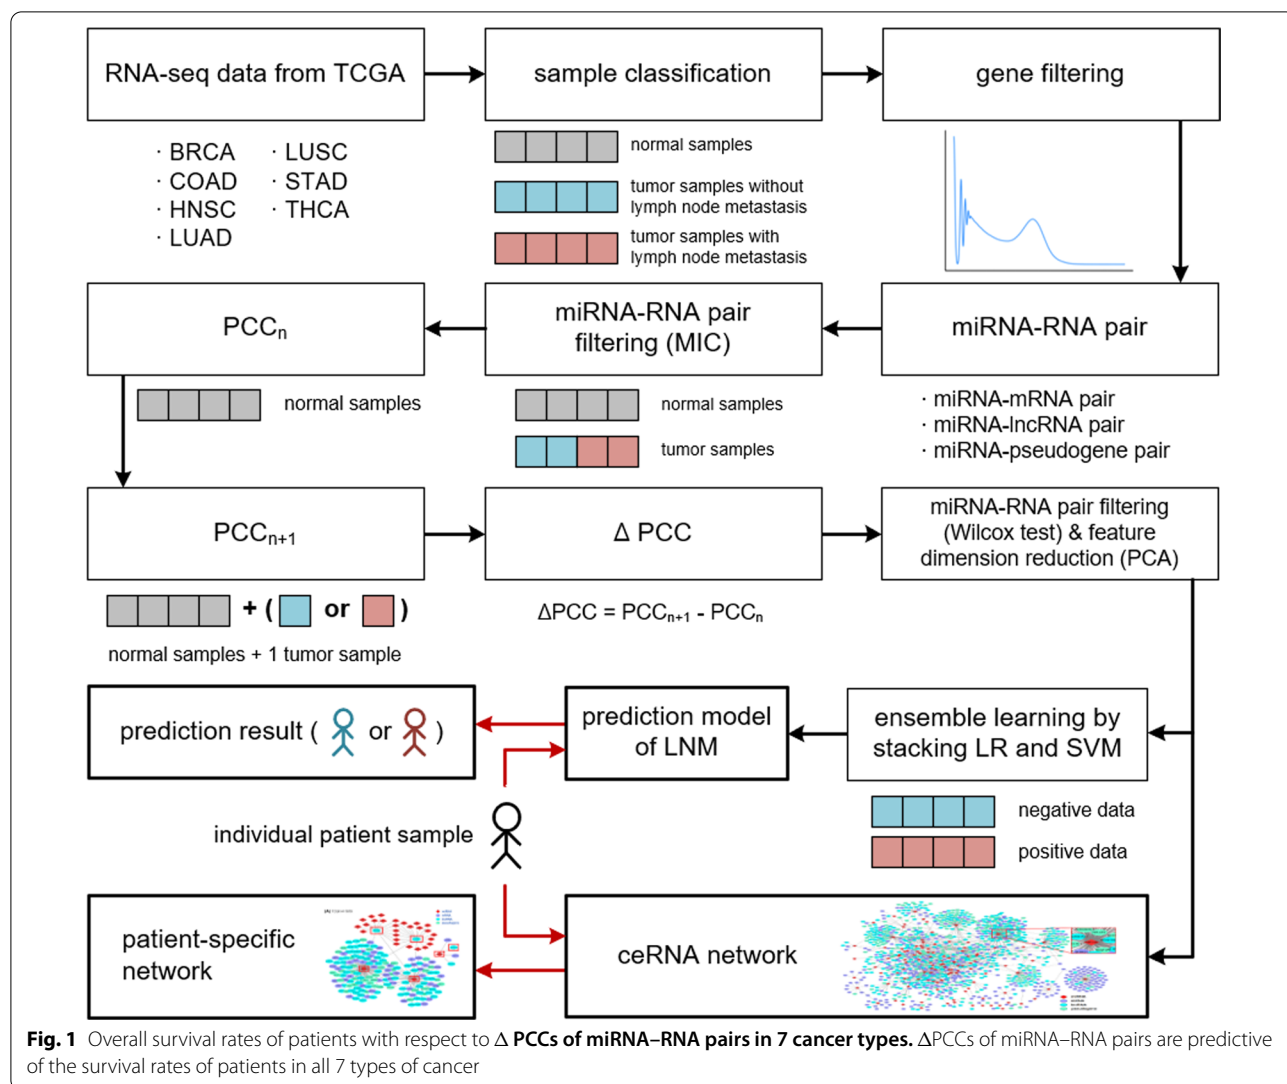 RNA-seq data from TCGA
sample classification
gene filtering
· BRCA
· COAD
· HNSC
· LUAD
· LUSC
· STAD
· THCA
normal samples
tumor samples without
lymph node metastasis
tumor samples with
lymph node metastasis
PCCn
miRNA-RNA pair
filtering (MIC)
miRNA-RNA pair
normal samples
normal samples
tumor samples
· miRNA-mRNA pair
· miRNA-lncRNA pair
· miRNA-pseudogene pair
PCCn+1
Δ PCC
miRNA-RNA pair filtering
(Wilcox test) & feature
dimension reduction (PCA)
+ ( or )
normal samples + 1 tumor sample
ΔPCC = PCCn+1 - PCCn
prediction result ( or )
prediction model
of LNM
ensemble learning by
stacking LR and SVM
negative data
positive data
individual patient sample
patient-specific
network
ceRNA network
Fig. 1 Overall survival rates of patients with respect to Δ PCCs of miRNA–RNA pairs in 7 cancer types. ΔPCCs of miRNA–RNA pairs are predictive
of the survival rates of patients in all 7 types of cancer